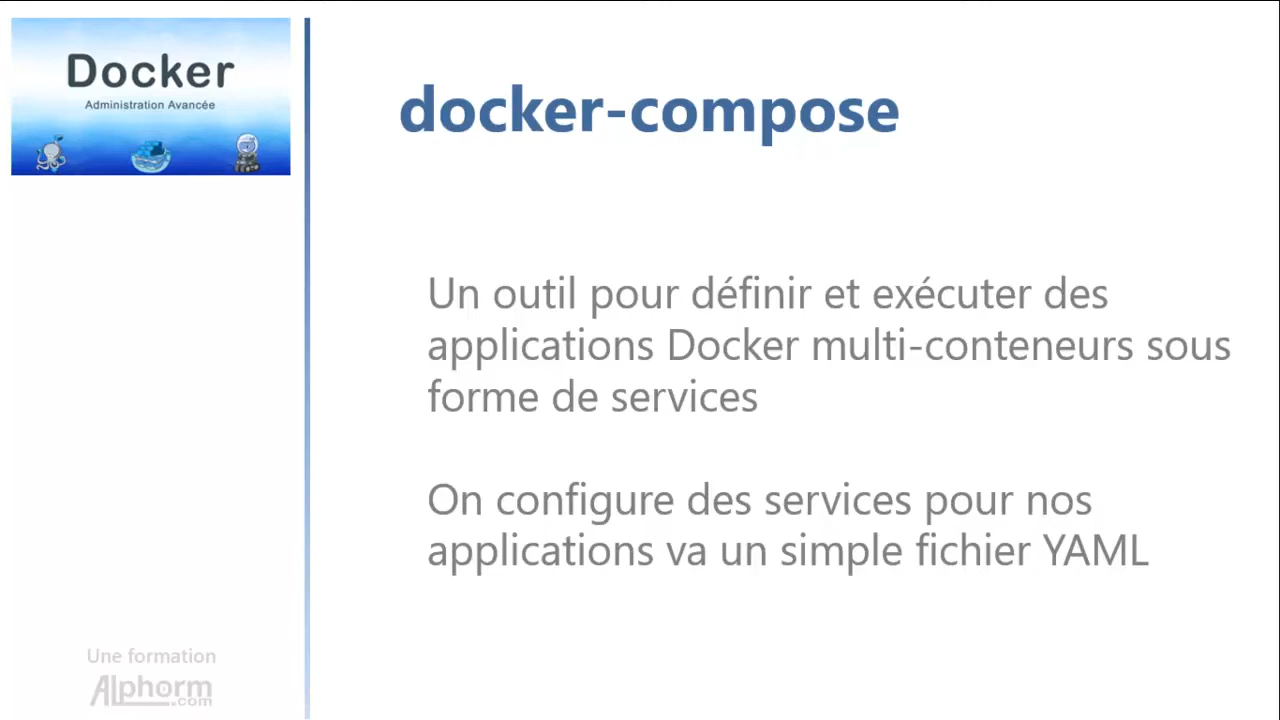 Docker
Administration Avancée
docker-compose
Un outil pour définir et exécuter des
applications Docker multi-conteneurs sous
forme de services
On configure des services pour nos
applications va un simple fichier YAML
Une formation
Alphorm
.com